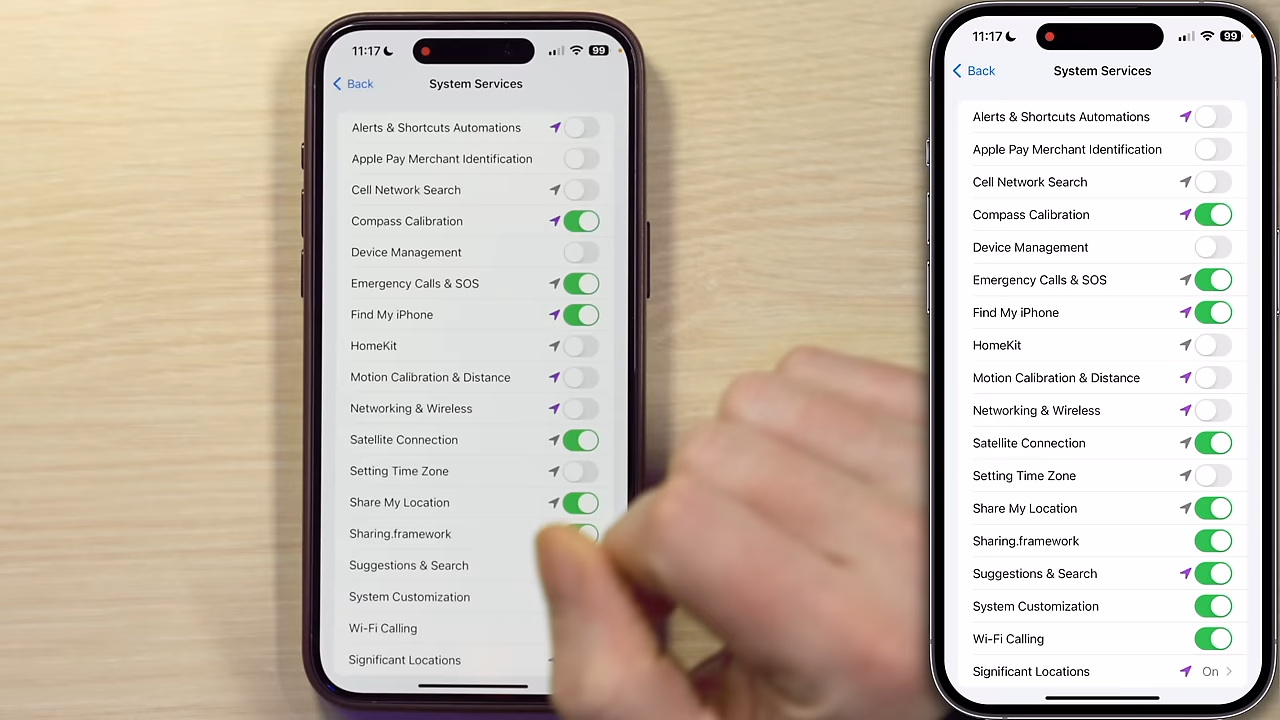 11:17
99
Back
System Services
Alerts & Shortcuts Automations
Apple Pay Merchant Identification
Cell Network Search
Compass Calibration
Device Management
Emergency Calls & SOS
Find My iPhone
HomeKit
Motion Calibration & Distance
Networking & Wireless
Satellite Connection
Setting Time Zone
Share My Location
Sharing.framework
Suggestions & Search
System Customization
Wi-Fi Calling
Significant Locations
11:17
99
Back
System Services
Alerts & Shortcuts Automations
Apple Pay Merchant Identification
Cell Network Search
Compass Calibration
Device Management
Emergency Calls & SOS
Find My iPhone
HomeKit
Motion Calibration & Distance
Networking & Wireless
Satellite Connection
Setting Time Zone
Share My Location
Sharing.framework
Suggestions & Search
System Customization
Wi-Fi Calling
Significant Locations On